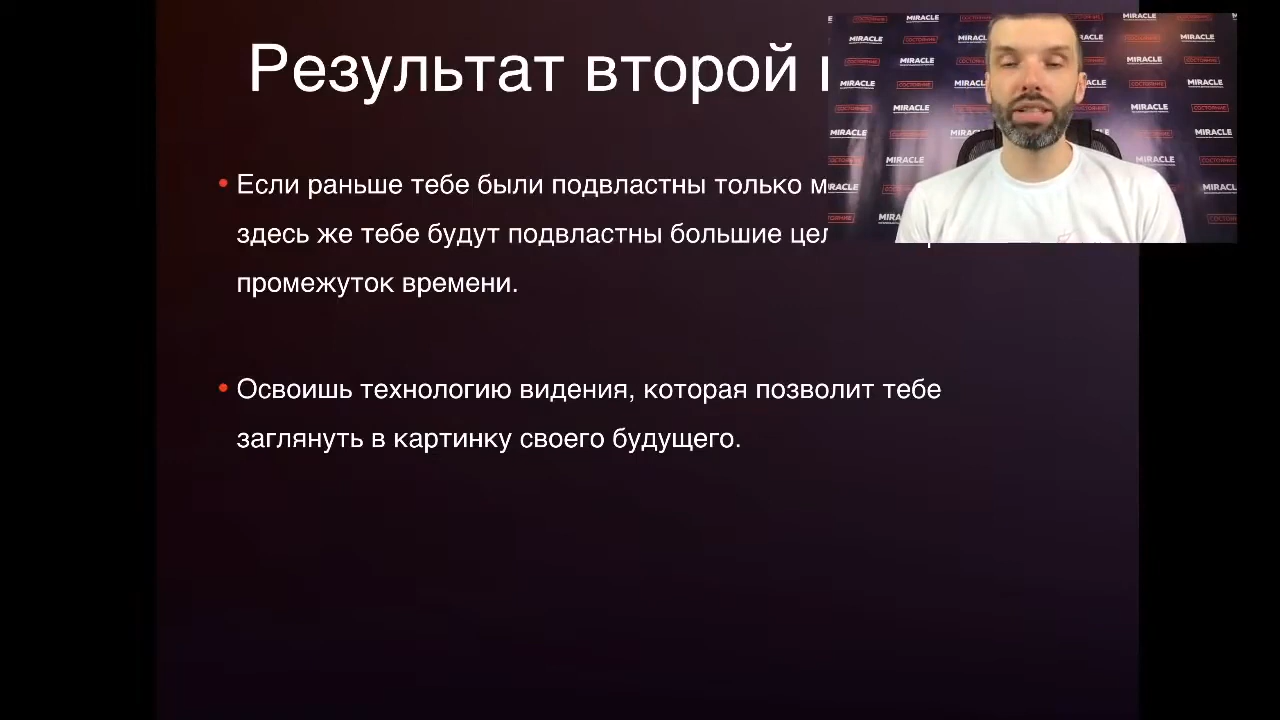 Результат второй
Если раньше тебе были подвластны только
здесь же тебе будут подвластны большие
промежуток времени.
Освоишь технологию видения, которая позволит тебе
заглянуть в картинку своего будущего.
MIRACLE
СОСТОЯНИЕ